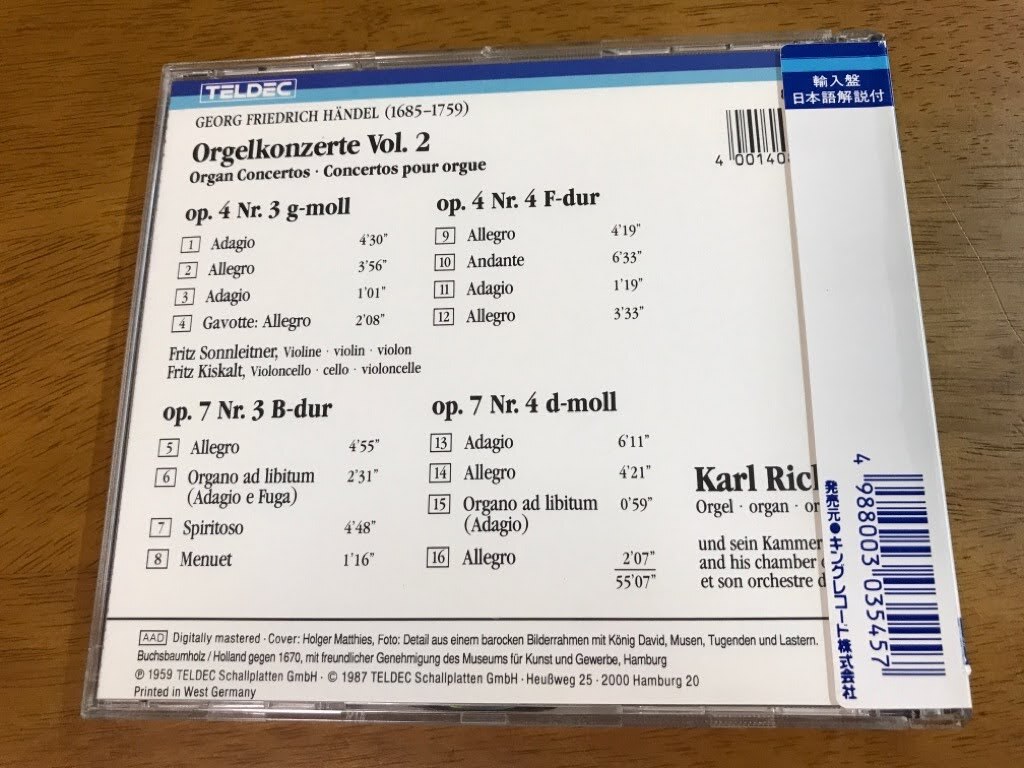 TELDEC
GEORG FRIEDRICH HÄNDEL (1685–1759)
Orgelkonzerte Vol. 2
Organ Concertos · Concertos pour orgue
op. 4 Nr. 3 g-moll
1 Adagio 4'30"
2 Allegro 3'56"
3 Adagio 1'01"
4 Gavotte: Allegro 2'08"
Fritz Sonnleitner, Violine · violin · violon
Fritz Kiskalt, Violoncello · cello · violoncelle
op. 7 Nr. 3 B-dur
5 Allegro 4'55"
6 Organo ad libitum 2'31"
(Adagio e Fuga)
7 Spiritoso 4'48"
8 Menuet 1'16"
op. 4 Nr. 4 F-dur
9 Allegro 4'19"
10 Andante 6'33"
11 Adagio 1'19"
12 Allegro 3'33"
op. 7 Nr. 4 d-moll
13 Adagio 6'11"
14 Allegro 4'21"
15 Organo ad libitum 0'59"
(Adagio)
16 Allegro 2'07"
55'07"
Karl
Orgel · organ ·
und sein
and his chamber
et son orchestre
AAD Digitally mastered · Cover: Holger Matthies, Foto: Detail aus einem barocken Bilderrahmen mit König David, Musen, Tugenden und Lastern.
Buchsbaumholz / Holland gegen 1670, mit freundlicher Genehmigung des Museums für Kunst und Gewerbe, Hamburg
℗ 1959 TELDEC Schallplatten GmbH · © 1987 TELDEC Schallplatten GmbH · Heußweg 25 · 2000 Hamburg 20
Printed in West Germany
4 00140
輸入盤
日本語解説付
4 988003 035457
発売元●キングレコード株式会社